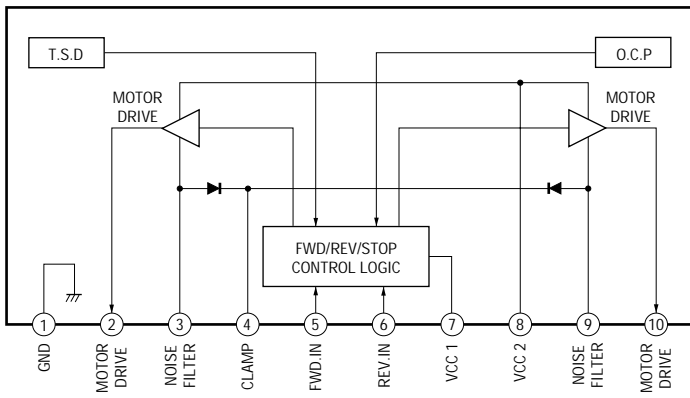 T.S.D
O.C.P
MOTOR
DRIVE
MOTOR
DRIVE
FWD/REV/STOP
CONTROL LOGIC
1
2
3
4
5
6
7
8
9
10
GND
MOTOR
DRIVE
NOISE
FILTER
CLAMP
FWD.IN
REV.IN
VCC 1
VCC 2
NOISE
FILTER
MOTOR
DRIVE